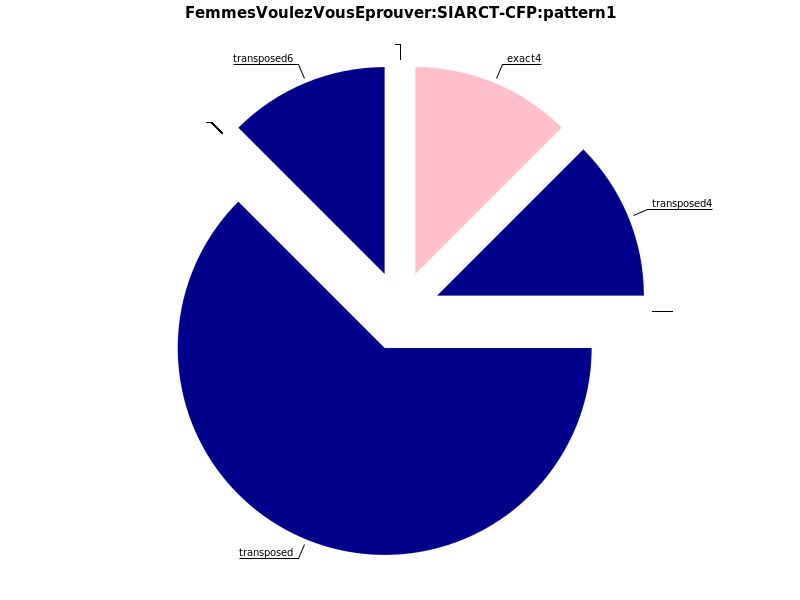 FemmesVoulezVousEprouver:SIARCT-CFP:pattern1
transposed6
exact4
transposed4
transposed